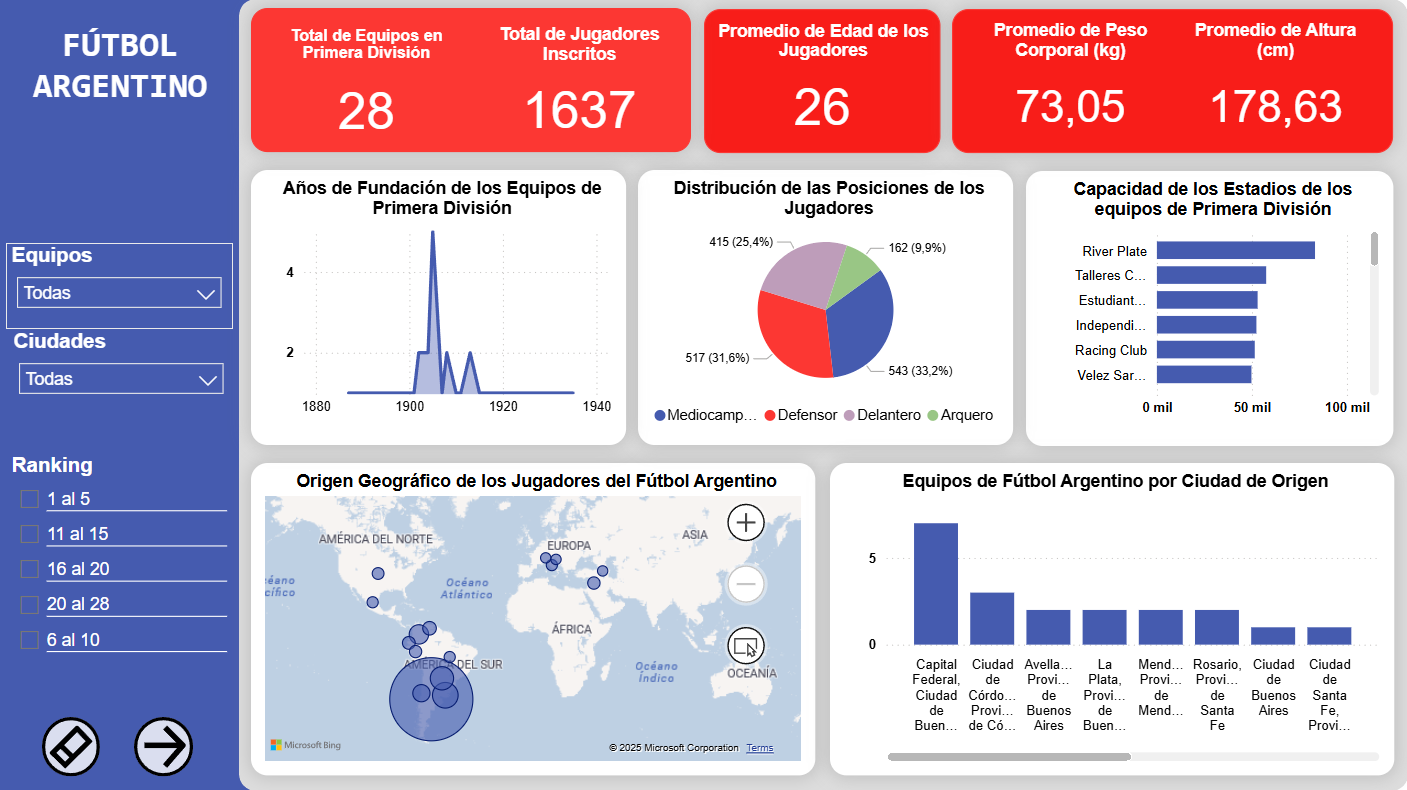 FÚTBOL
ARGENTINO
Equipos
Todas
Ciudades
Todas
Ranking
1 al 5
11 al 15
16 al 20
20 al 28
6 al 10
Total de Equipos en
Primera División
28
Total de Jugadores
Inscritos
1637
Promedio de Edad de los
Jugadores
26
Promedio de Peso
Corporal (kg)
73,05
Promedio de Altura
(cm)
178,63
Años de Fundación de los Equipos de
Primera División
4
2
1880 1900 1920 1940
Distribución de las Posiciones de los
Jugadores
415 (25,4%)
162 (9,9%)
517 (31,6%)
543 (33,2%)
Mediocamp... Defensor Delantero Arquero
Capacidad de los Estadios de los
equipos de Primera División
River Plate
Talleres C...
Estudiant...
Independi...
Racing Club
Velez Sar...
0 mil 50 mil 100 mil
Origen Geográfico de los Jugadores del Fútbol Argentino
AMÉRICA DEL NORTE
EUROPA
ASIA
éano
cífico
Océano
Atlántico
ÁFRICA
AMÉRICA DEL SUR
Océano
Índico
OCEANÍA
Microsoft Bing
© 2025 Microsoft Corporation Terms
Equipos de Fútbol Argentino por Ciudad de Origen
5
0
Capital
Federal,
Ciudad
de
Buen...
Ciudad
de
Córdo...
Provi...
de Có...
Avella...
Provi...
de
Buenos
Aires
La
Plata,
Provi...
de
Buen...
Mend...
Provi...
de
Mend...
Rosario,
Provi...
de
Santa
Fe
Ciudad
de
Buenos
Aires
Ciudad
de
Santa
Fe,
Provi...